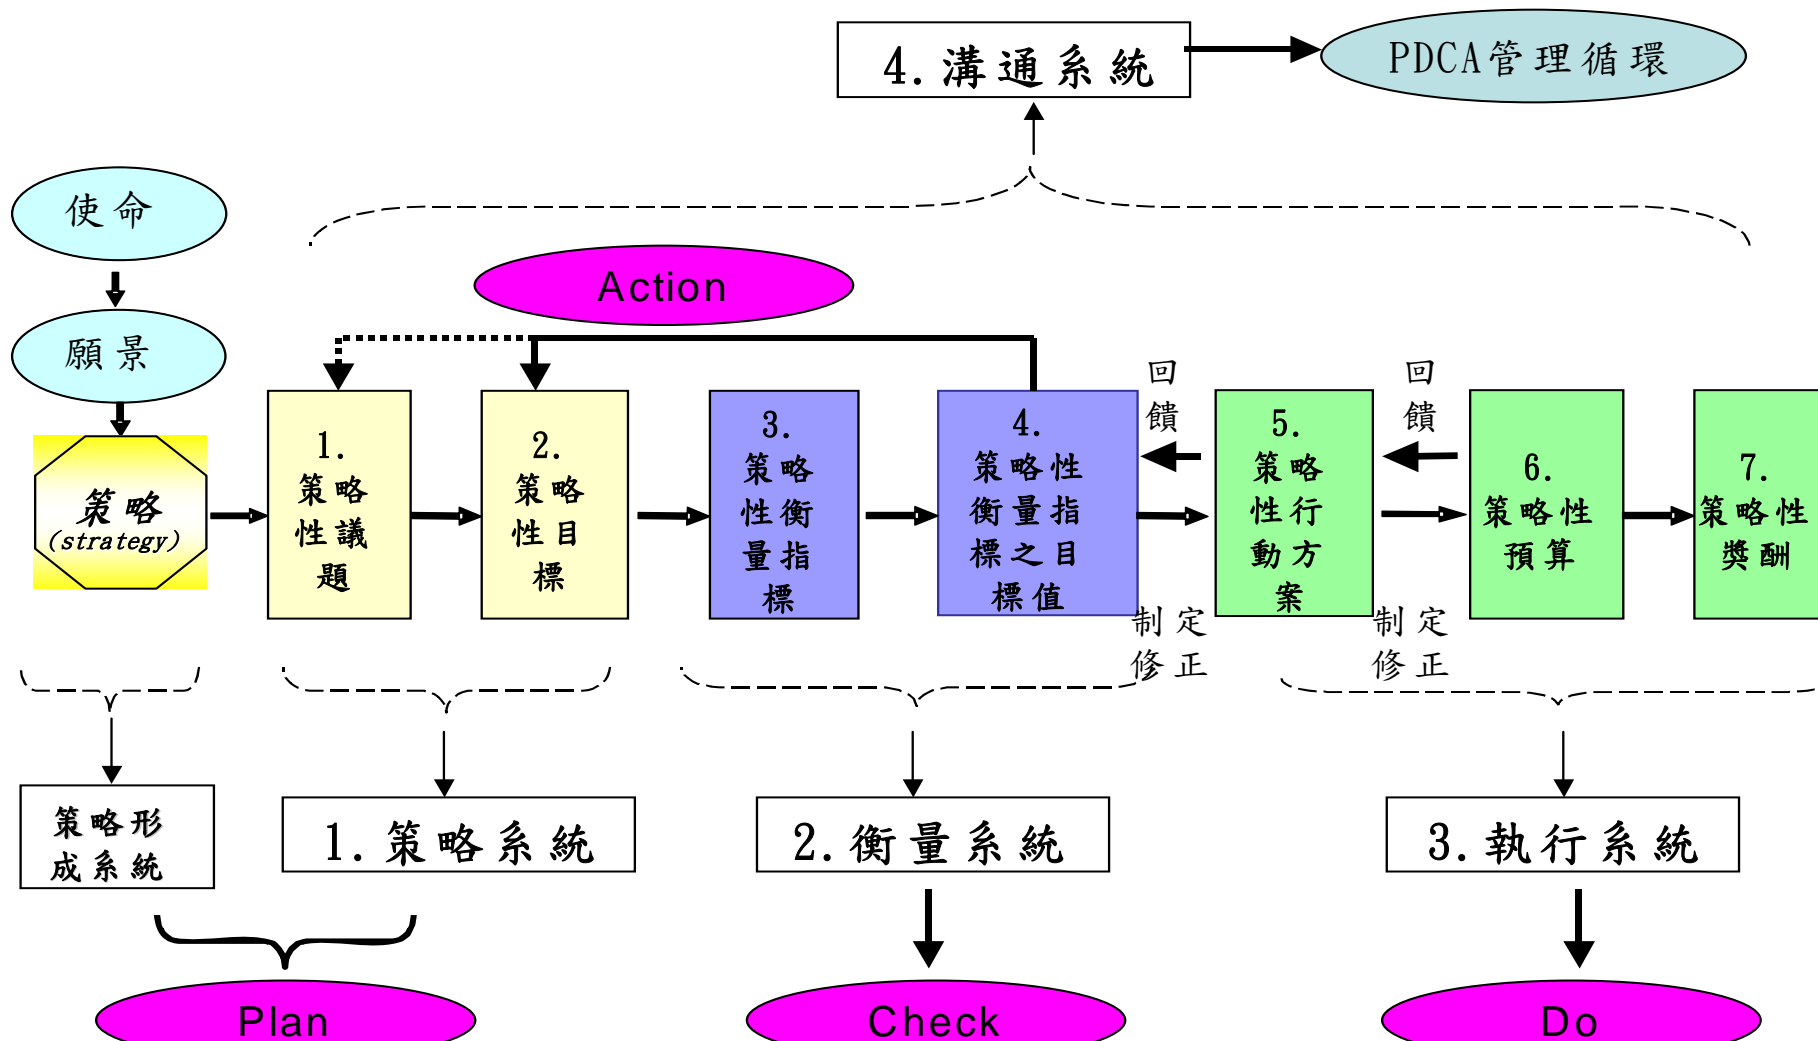 4.溝通系統
PDCA管理循環
使命
Action
願景
回
饋
回
饋
1.
策略
性議
題
2.
策略
性目
標
3.
策略
性衡
量指
標
4.
策略性
衡量指
標之目
標值
5.
策略
性行
動方
案
6.
策略性
預算
7.
策略性
獎酬
策略
(strategy)
制定
修正
制定
修正
策略形
成系統
1.策略系統
2.衡量系統
3.執行系統
Plan
Check
Do